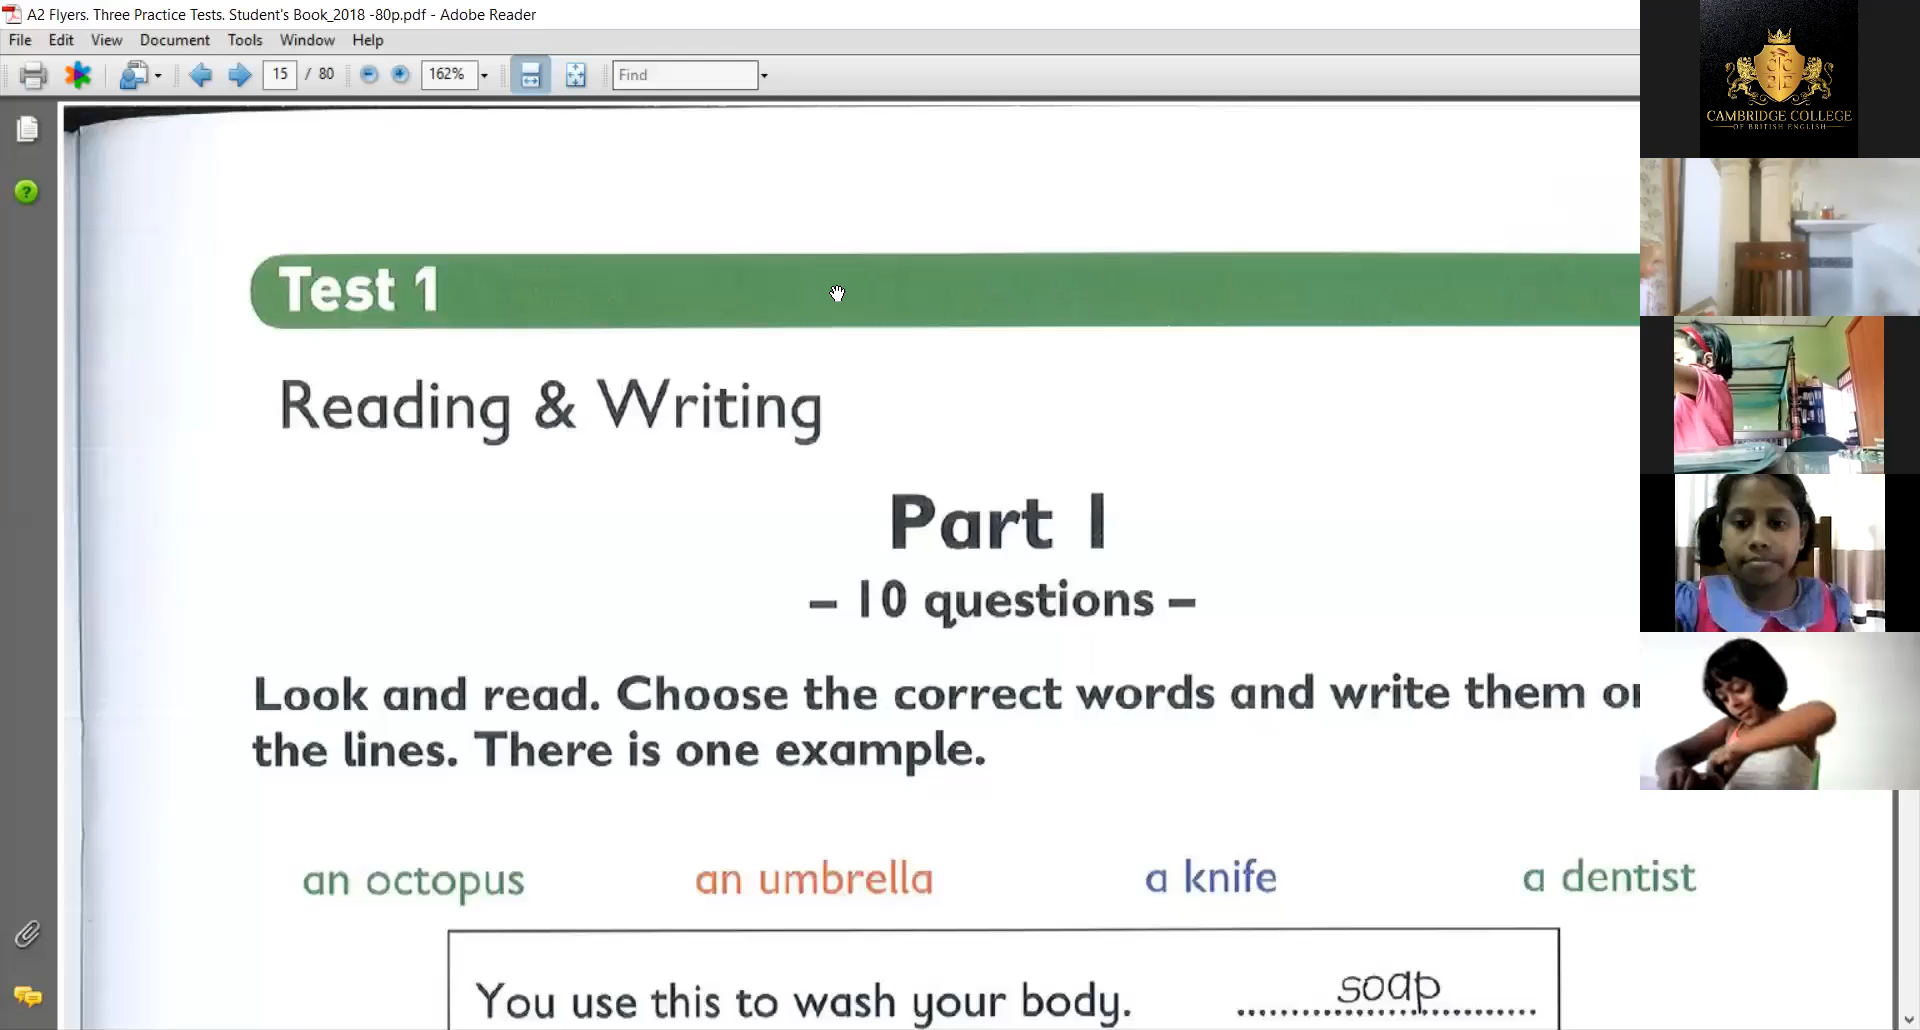 A2 Flyers. Three Practice Tests. Student's Book_2018 -80p.pdf - Adobe Reader
File Edit View Document Tools Window Help
15 / 80 162% Find
CAMBRIDGE COLLEGE
OF BRITISH ENGLISH
Test 1
Reading & Writing
Part 1
– 10 questions –
Look and read. Choose the correct words and write them
the lines. There is one example.
an octopus an umbrella a knife a dentist
You use this to wash your body. soap